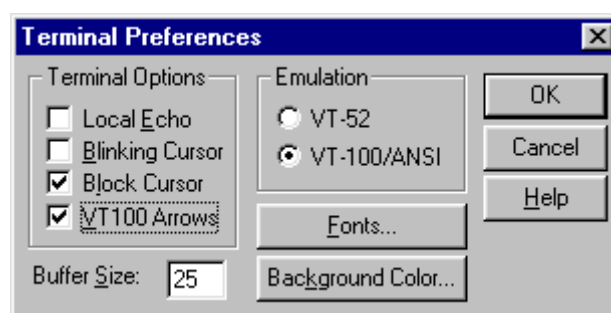 Terminal Preferences
Terminal Options
Local Echo
Blinking Cursor
Block Cursor
VT100 Arrows
Buffer Size: 25
Emulation
VT-52
VT-100/ANSI
Fonts...
Background Color...
OK
Cancel
Help